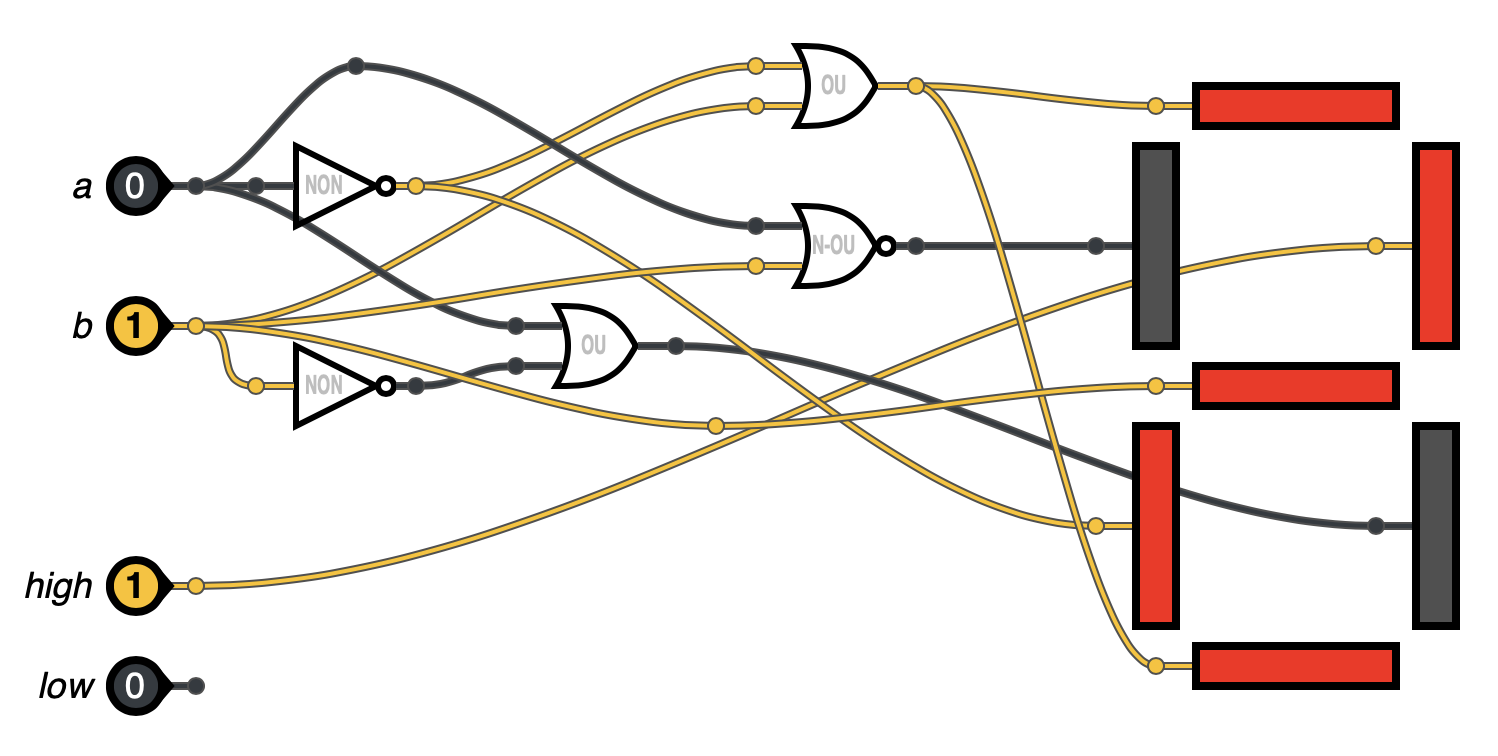 OU
a 0 NON
N-OU
b 1 OU
NON
high 1
low 0